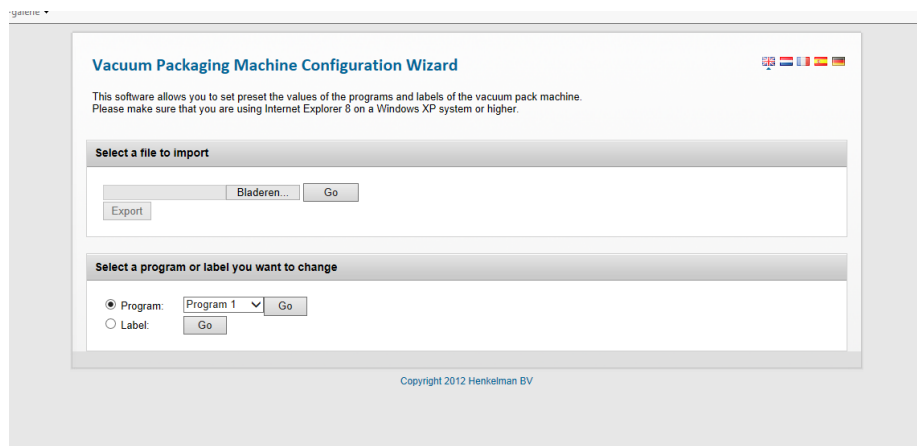 -galerie
Vacuum Packaging Machine Configuration Wizard
This software allows you to set preset the values of the programs and labels of the vacuum pack machine.
Please make sure that you are using Internet Explorer 8 on a Windows XP system or higher.
Select a file to import
Bladeren... Go
Export
Select a program or label you want to change
Program: Program 1 Go
Label: Go
Copyright 2012 Henkelman BV